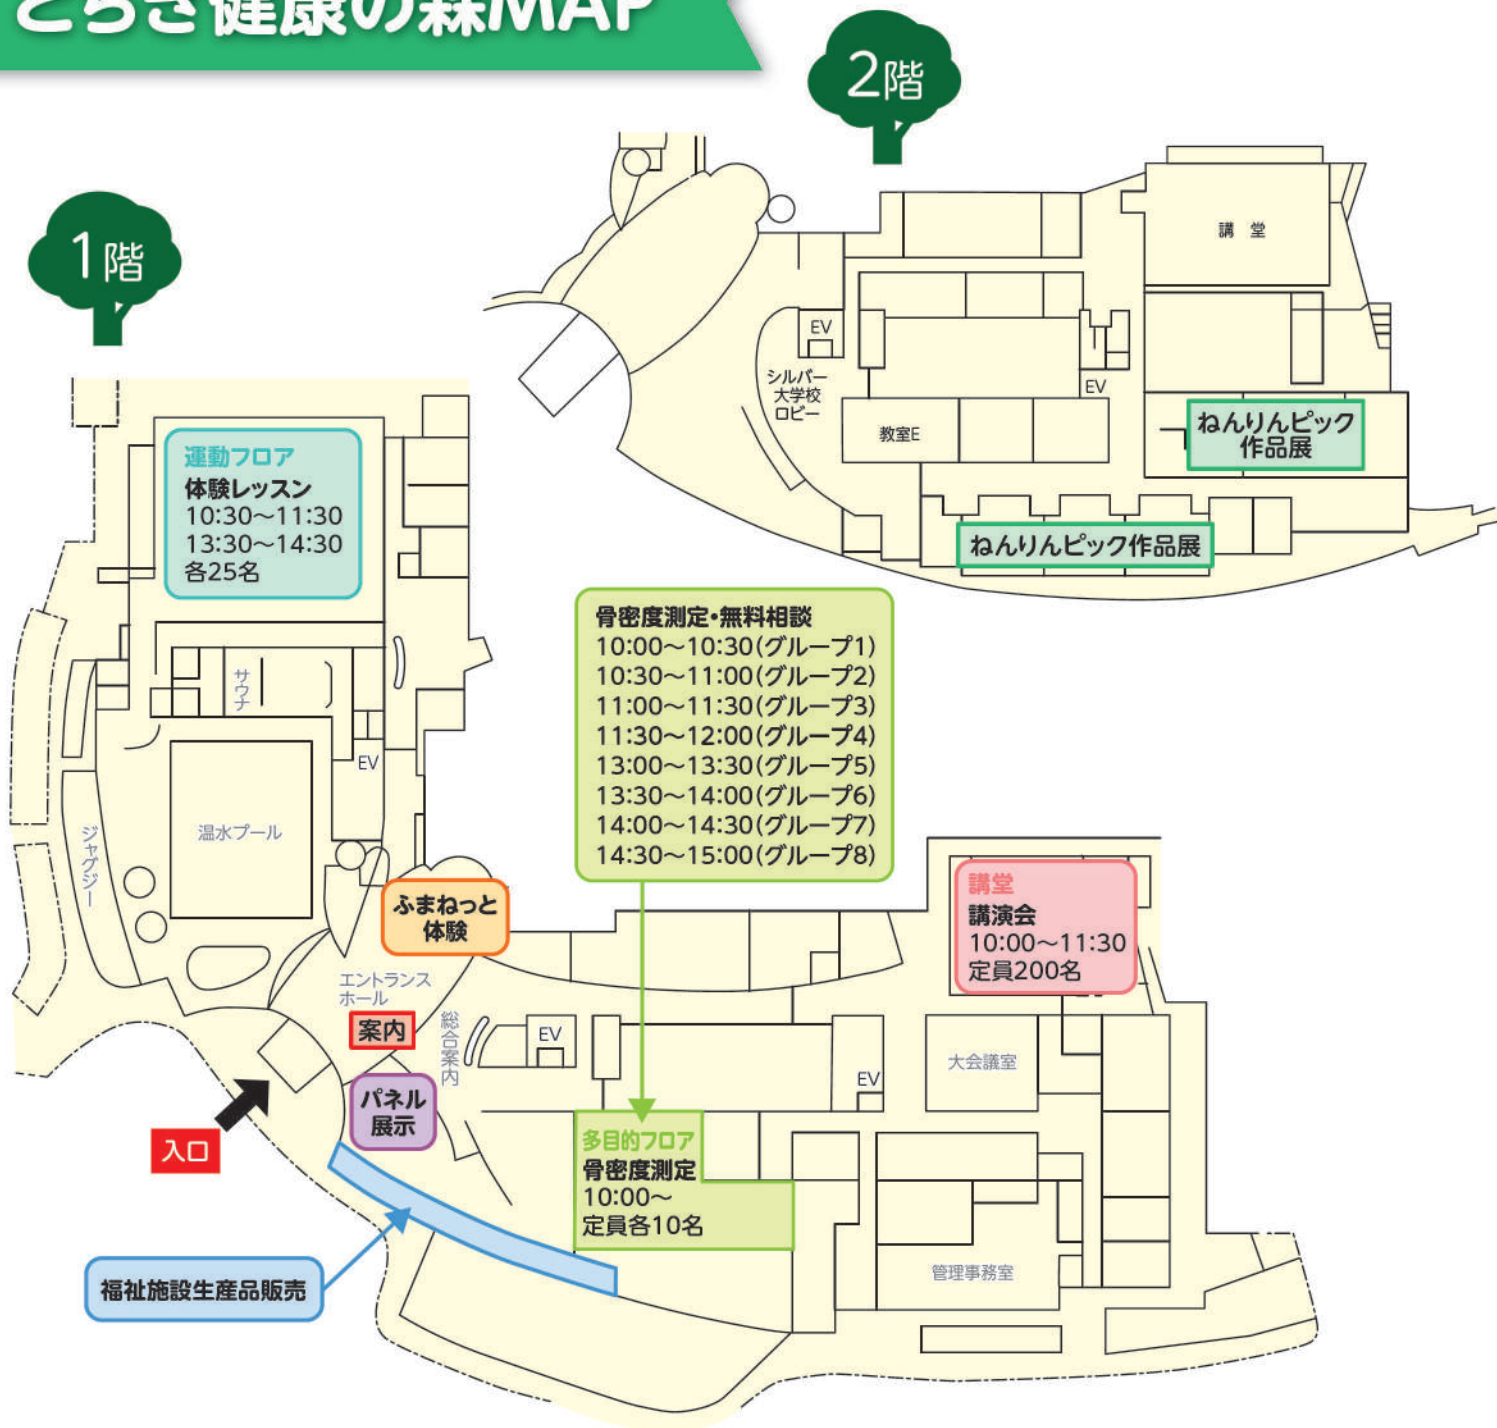 とちぎ健康の森MAP
2階
講 堂
EV
シルバー
大学校
ロビー
EV
教室E
ねんりんピック
作品展
ねんりんピック作品展
1階
運動フロア
体験レッスン
10:30～11:30
13:30～14:30
各25名
サウナ
EV
温水プール
ジャグジー
骨密度測定・無料相談
10:00～10:30(グループ1)
10:30～11:00(グループ2)
11:00～11:30(グループ3)
11:30～12:00(グループ4)
13:00～13:30(グループ5)
13:30～14:00(グループ6)
14:00～14:30(グループ7)
14:30～15:00(グループ8)
ふまねっと
体験
エントランス
ホール
案内
総合案内
EV
EV
講堂
講演会
10:00～11:30
定員200名
大会議室
パネル
展示
入口
多目的フロア
骨密度測定
10:00～
定員各10名
福祉施設生産品販売
管理事務室